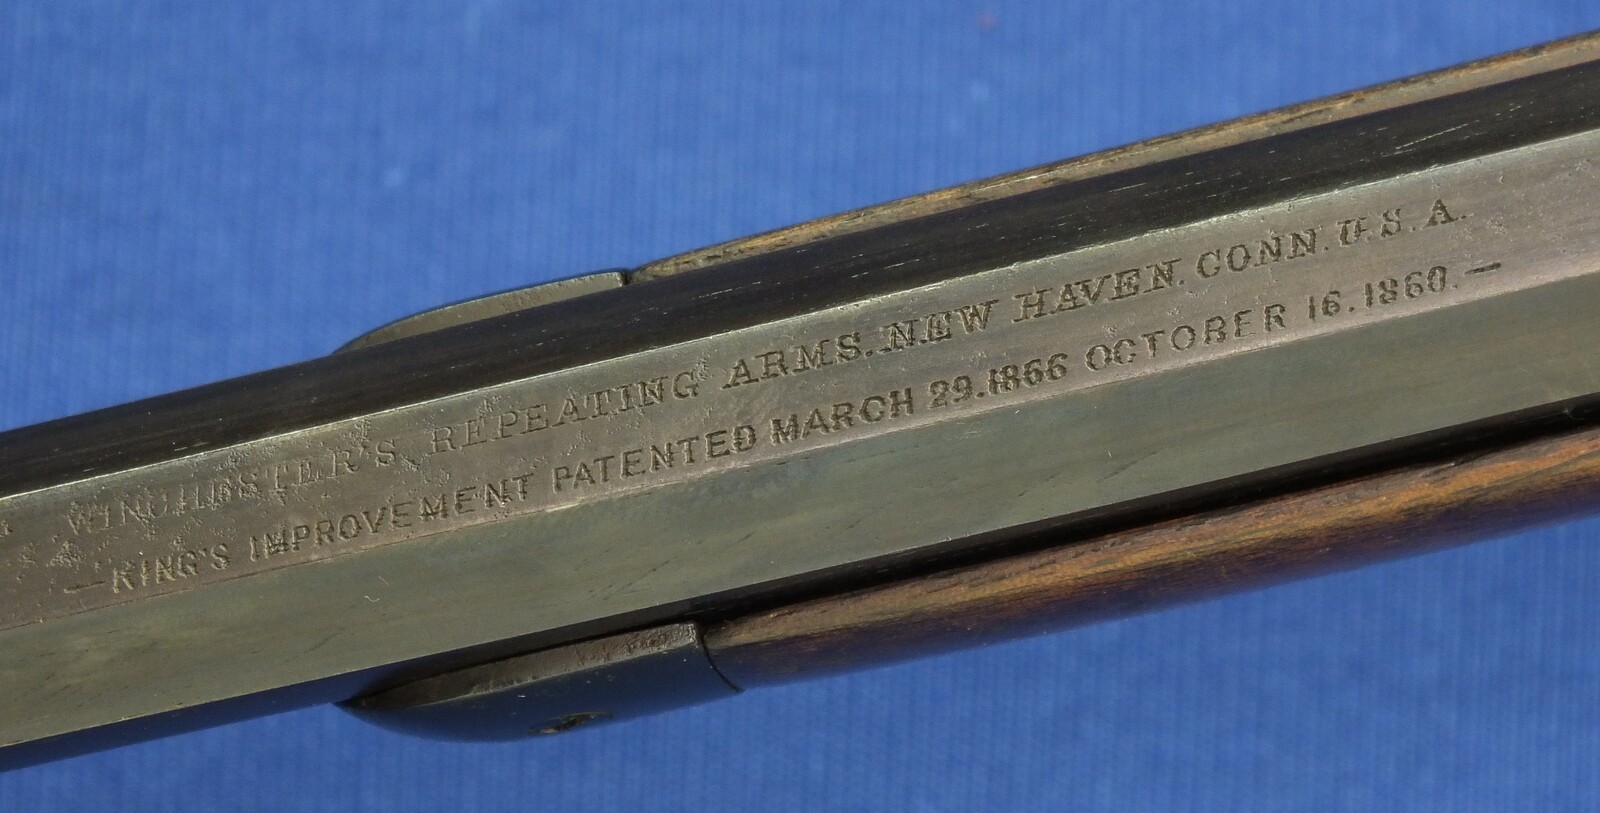 WINCHESTER'S REPEATING ARMS. NEW HAVEN. CONN. U.S.A.
—KING'S IMPROVEMENT PATENTED MARCH 29.1866 OCTOBER 16.1860.—